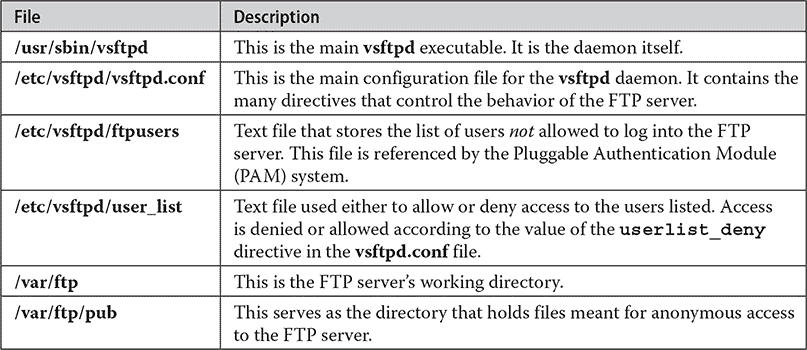 File Description
/usr/sbin/vsftpd This is the main vsftpd executable. It is the daemon itself.
/etc/vsftpd/vsftpd.conf This is the main configuration file for the vsftpd daemon. It contains the
many directives that control the behavior of the FTP server.
/etc/vsftpd/ftpusers Text file that stores the list of users not allowed to log into the FTP
server. This file is referenced by the Pluggable Authentication Module
(PAM) system.
/etc/vsftpd/user_list Text file used either to allow or deny access to the users listed. Access
is denied or allowed according to the value of the userlist_deny
directive in the vsftpd.conf file.
/var/ftp This is the FTP server’s working directory.
/var/ftp/pub This serves as the directory that holds files meant for anonymous access
to the FTP server.